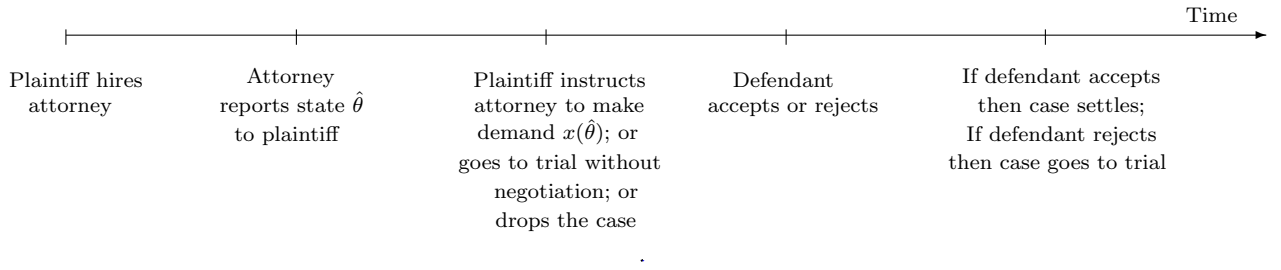 Time
Plaintiff hires
attorney
Attorney
reports state θ̂
to plaintiff
Plaintiff instructs
attorney to make
demand x(θ̂); or
goes to trial without
negotiation; or
drops the case
Defendant
accepts or rejects
If defendant accepts
then case settles;
If defendant rejects
then case goes to trial